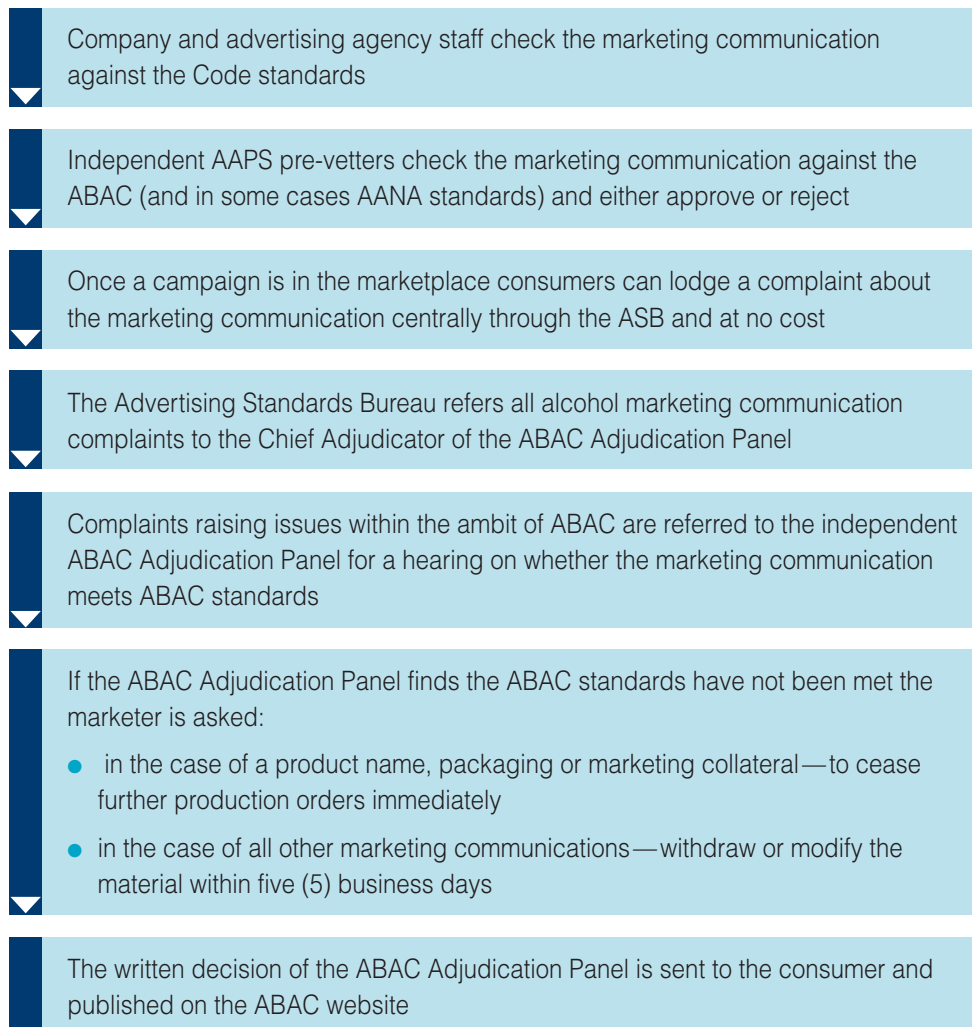 Company and advertising agency staff check the marketing communication
against the Code standards
Independent AAPS pre-vetters check the marketing communication against the
ABAC (and in some cases AANA standards) and either approve or reject
Once a campaign is in the marketplace consumers can lodge a complaint about
the marketing communication centrally through the ASB and at no cost
The Advertising Standards Bureau refers all alcohol marketing communication
complaints to the Chief Adjudicator of the ABAC Adjudication Panel
Complaints raising issues within the ambit of ABAC are referred to the independent
ABAC Adjudication Panel for a hearing on whether the marketing communication
meets ABAC standards
If the ABAC Adjudication Panel finds the ABAC standards have not been met the
marketer is asked:
● in the case of a product name, packaging or marketing collateral—to cease
further production orders immediately
● in the case of all other marketing communications—withdraw or modify the
material within five (5) business days
The written decision of the ABAC Adjudication Panel is sent to the consumer and
published on the ABAC website